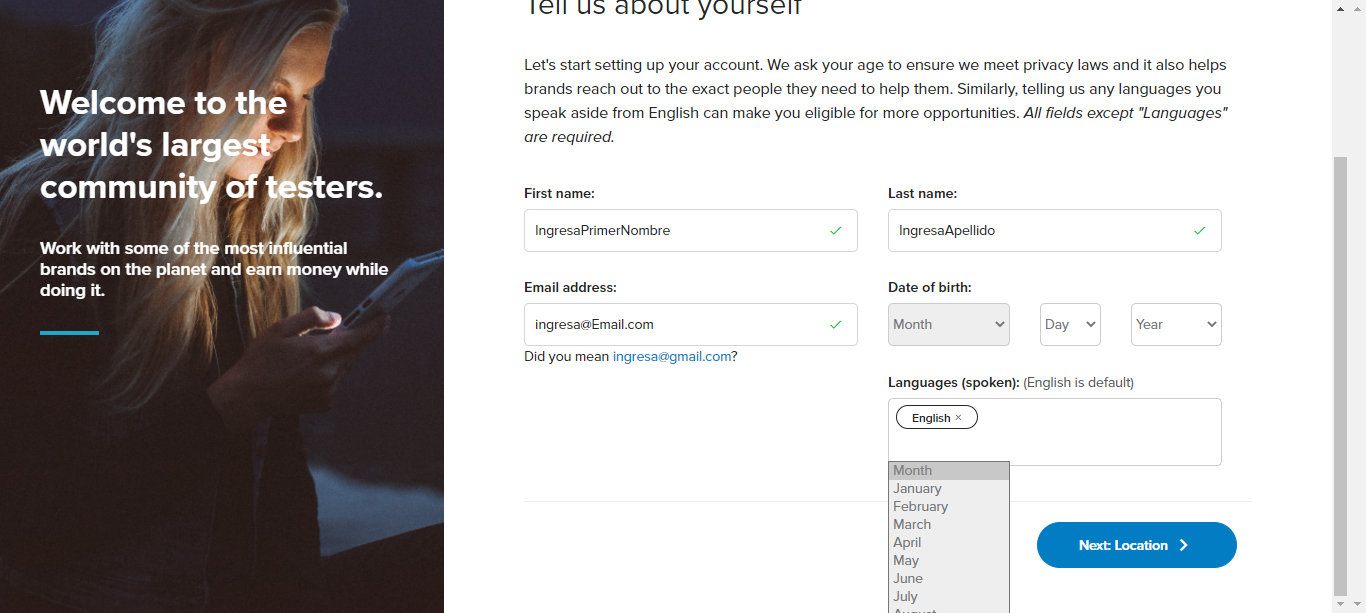 Tell us about yourself
Welcome to the
world's largest
community of testers.
Work with some of the most influential
brands on the planet and earn money while
doing it.
Let's start setting up your account. We ask your age to ensure we meet privacy laws and it also helps
brands reach out to the exact people they need to help them. Similarly, telling us any languages you
speak aside from English can make you eligible for more opportunities. All fields except "Languages"
are required.
First name:
Last name:
IngresaPrimerNombre
IngresaApellido
Email address:
Date of birth:
ingresa@Email.com
Month
Day
Year
Did you mean ingresa@gmail.com?
Languages (spoken): (English is default)
English ×
Month
January
February
March
April
May
June
July
August
Next: Location